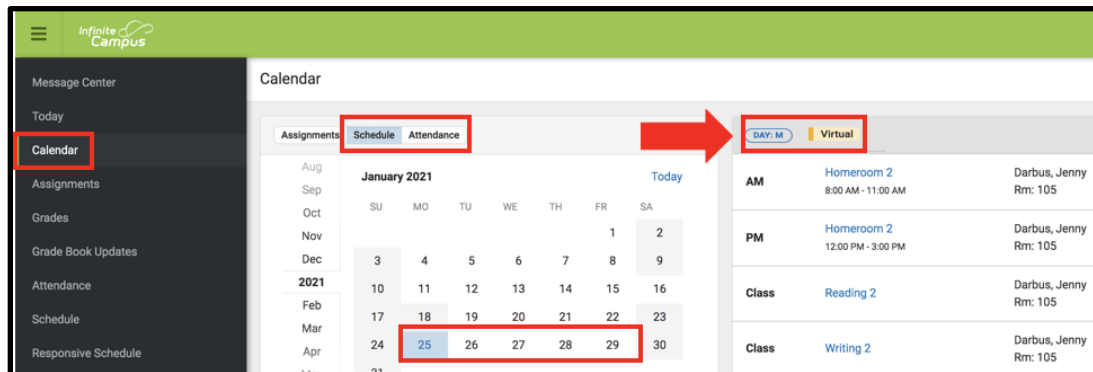 Infinite
Campus
Message Center
Today
Calendar
Assignments
Grades
Grade Book Updates
Attendance
Schedule
Responsive Schedule
Calendar
Assignments Schedule Attendance
Aug
Sep
Oct
Nov
Dec
2021
Feb
Mar
Apr
January 2021 Today
SU MO TU WE TH FR SA
1 2
3 4 5 6 7 8 9
10 11 12 13 14 15 16
17 18 19 20 21 22 23
24 25 26 27 28 29 30
31
DAY: M Virtual
AM Homeroom 2 Darbus, Jenny
8:00 AM - 11:00 AM Rm: 105
PM Homeroom 2 Darbus, Jenny
12:00 PM - 3:00 PM Rm: 105
Class Reading 2 Darbus, Jenny
Rm: 105
Class Writing 2 Darbus, Jenny
Rm: 105